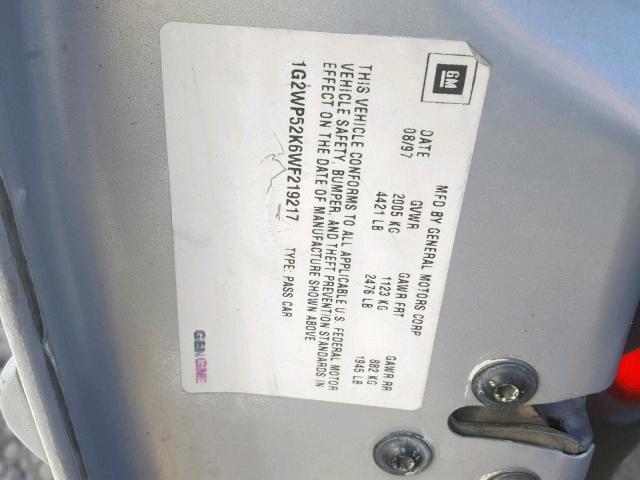 GM
MFD BY GENERAL MOTORS CORP
DATE GVWR GAWR FRT GAWR RR
08/97 2005 KG 1123 KG 882 KG
4421 LB 2476 LB 1945 LB
THIS VEHICLE CONFORMS TO ALL APPLICABLE U.S. FEDERAL MOTOR
VEHICLE SAFETY, BUMPER, AND THEFT PREVENTION STANDARDS IN
EFFECT ON THE DATE OF MANUFACTURE SHOWN ABOVE
1G2WP52K6WF219217 TYPE: PASS CAR